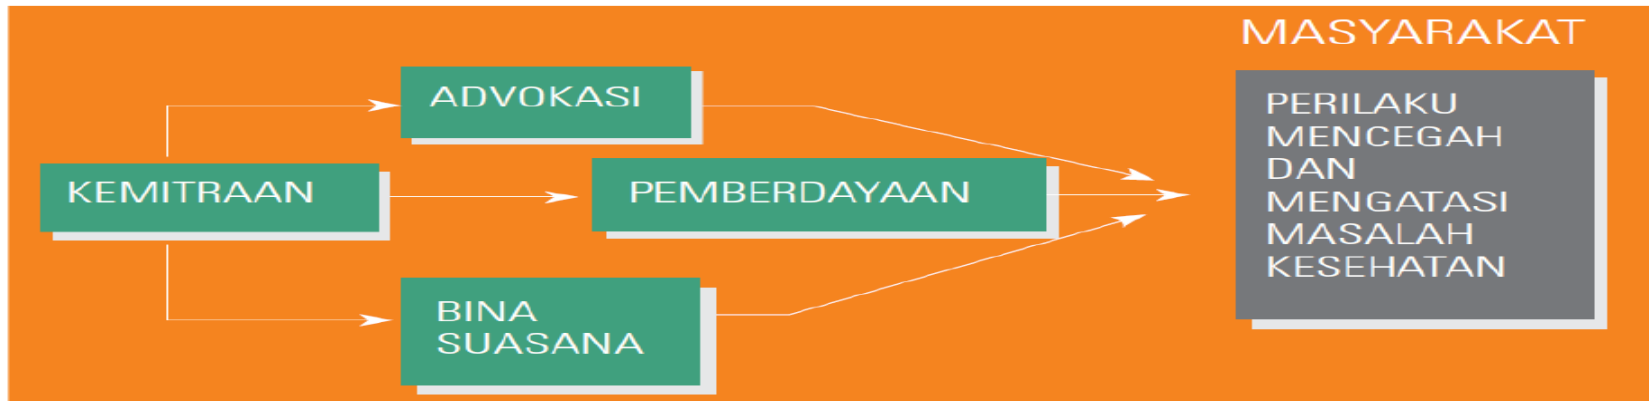 MASYARAKAT
ADVOKASI
KEMITRAAN
PEMBERDAYAAN
BINA
SUASANA
PERILAKU
MENCEGAH
DAN
MENGATASI
MASALAH
KESEHATAN